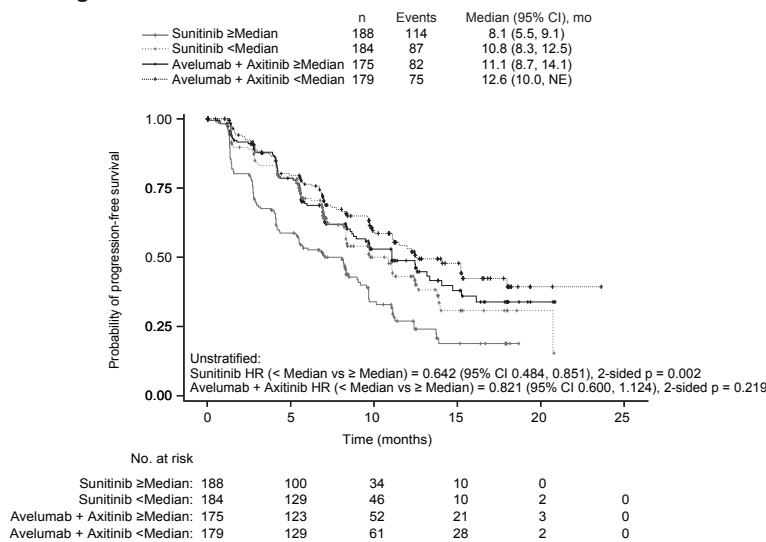 n Events Median (95% CI), mo
Sunitinib ≥Median 188 114 8.1 (5.5, 9.1)
Sunitinib <Median 184 87 10.8 (8.3, 12.5)
Avelumab + Axitinib ≥Median 175 82 11.1 (8.7, 14.1)
Avelumab + Axitinib <Median 179 75 12.6 (10.0, NE)
1.00
0.75
0.50
0.25
0.00
Probability of progression-free survival
Unstratified:
Sunitinib HR (< Median vs ≥ Median) = 0.642 (95% CI 0.484, 0.851), 2-sided p = 0.002
Avelumab + Axitinib HR (< Median vs ≥ Median) = 0.821 (95% CI 0.600, 1.124), 2-sided p = 0.219
0 5 10 15 20 25
Time (months)
No. at risk
Sunitinib ≥Median: 188 100 34 10 0
Sunitinib <Median: 184 129 46 10 2 0
Avelumab + Axitinib ≥Median: 175 123 52 21 3 0
Avelumab + Axitinib <Median: 179 129 61 28 2 0